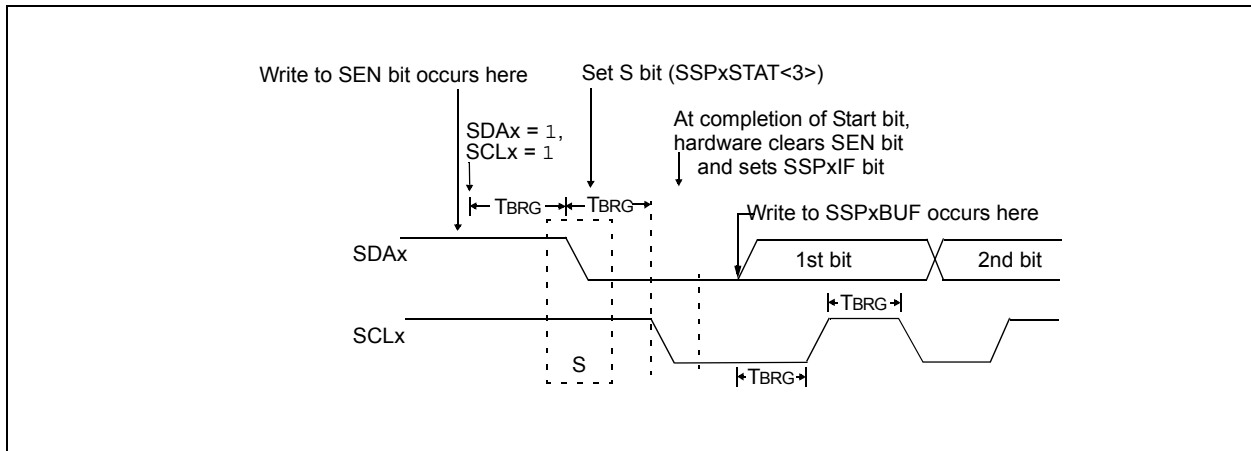 Write to SEN bit occurs here
Set S bit (SSPxSTAT<3>)
SDAx = 1,
SCLx = 1
At completion of Start bit,
hardware clears SEN bit
and sets SSPxIF bit
TBRG
TBRG
Write to SSPxBUF occurs here
SDAx
1st bit
2nd bit
TBRG
SCLx
S
TBRG